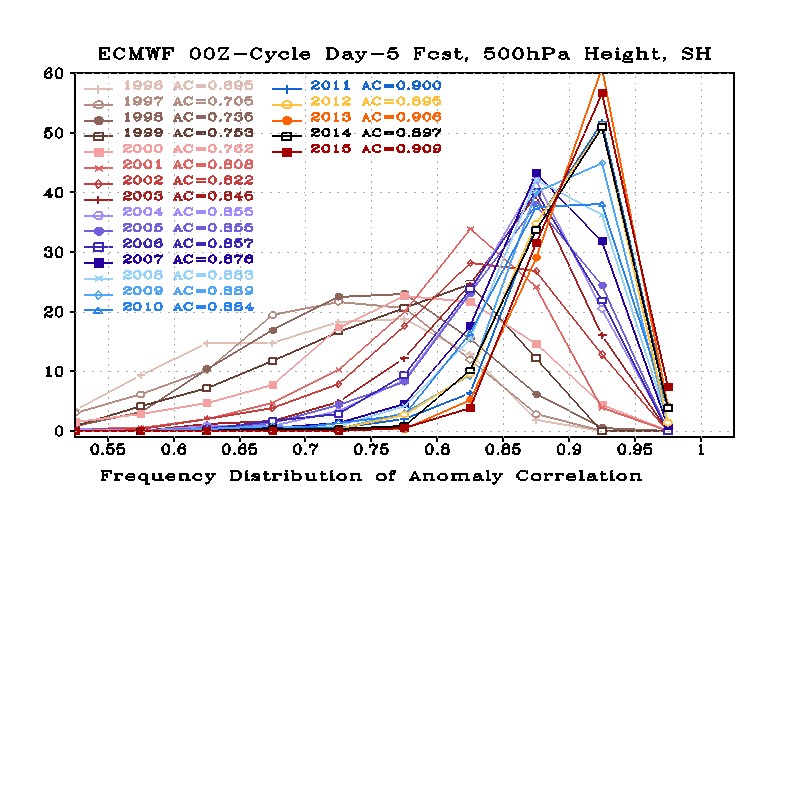 ECMWF 00Z-Cycle Day-5 Fcst, 500hPa Height, SH
60
50
40
30
20
10
0
1996 AC=0.695
1997 AC=0.705
1998 AC=0.735
1999 AC=0.753
2000 AC=0.762
2001 AC=0.808
2002 AC=0.822
2003 AC=0.845
2004 AC=0.855
2005 AC=0.855
2006 AC=0.857
2007 AC=0.876
2008 AC=0.883
2009 AC=0.889
2010 AC=0.884
2011 AC=0.900
2012 AC=0.895
2013 AC=0.906
2014 AC=0.897
2015 AC=0.909
0.55 0.6 0.65 0.7 0.75 0.8 0.85 0.9 0.95 1
Frequency Distribution of Anomaly Correlation